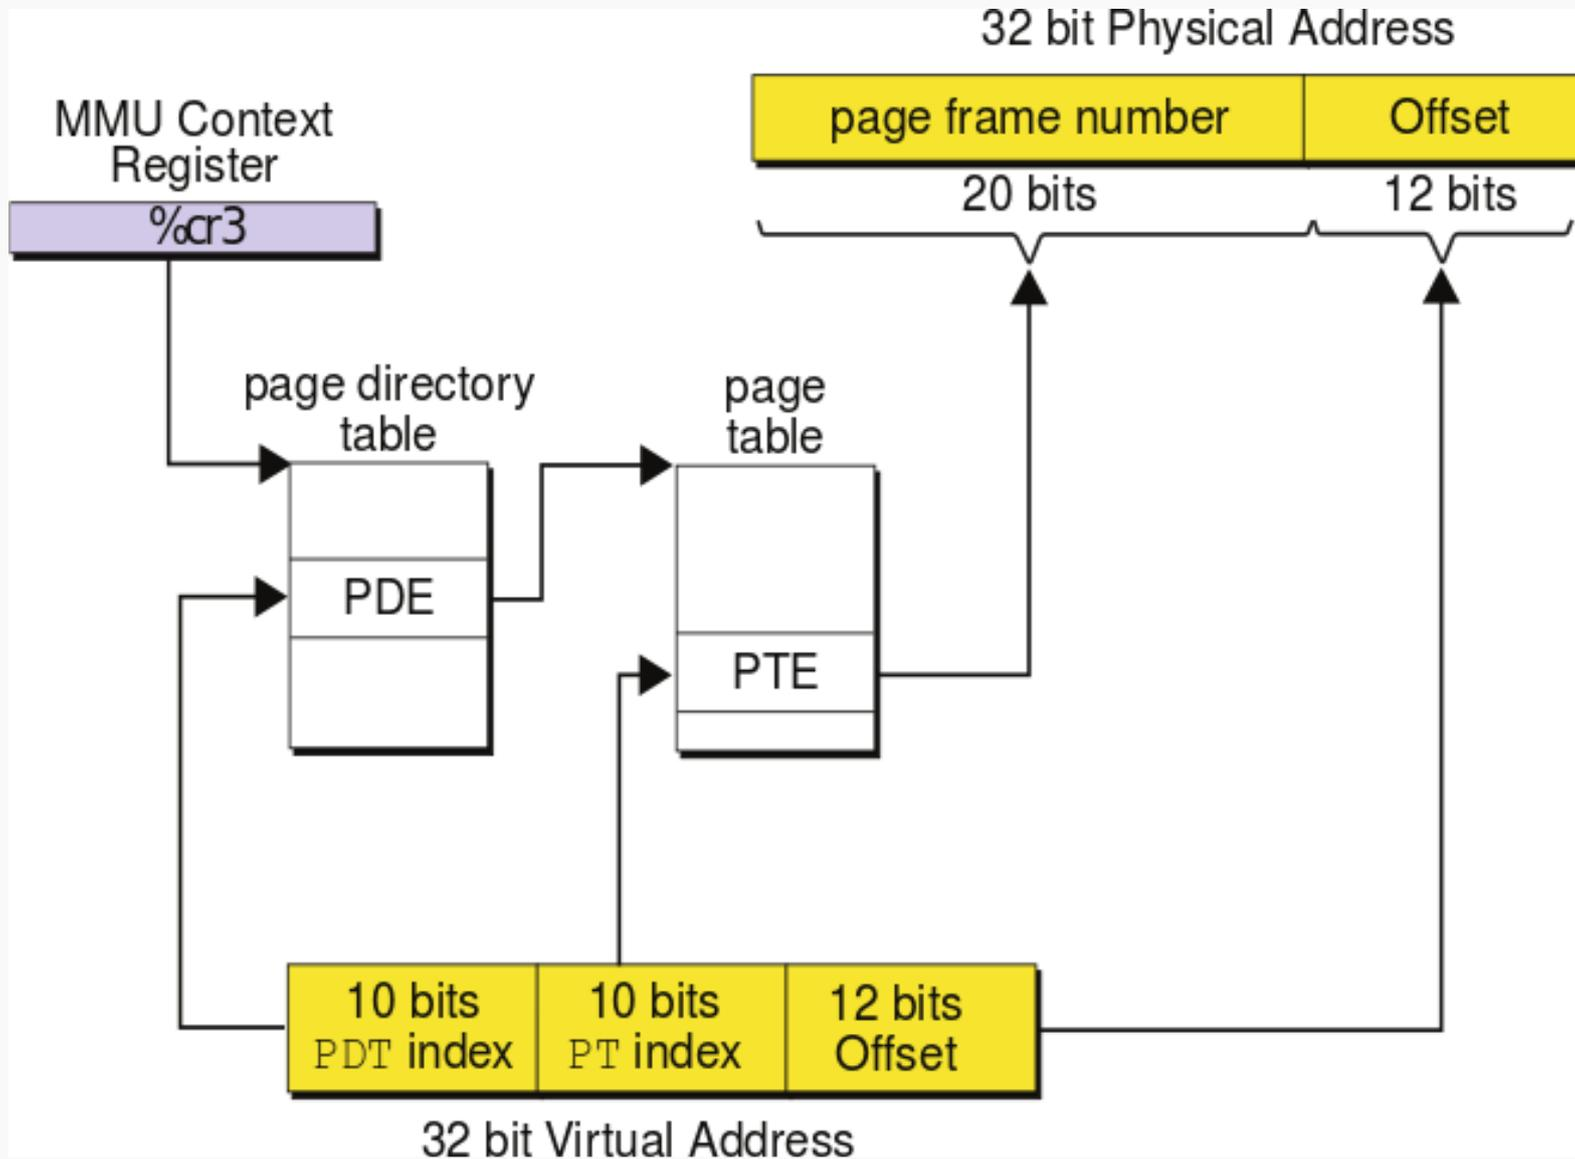 32 bit Physical Address
page frame number
Offset
20 bits
12 bits
MMU Context
Register
%cr3
page directory
table
page
table
PDE
PTE
10 bits
PDT index
10 bits
PT index
12 bits
Offset
32 bit Virtual Address